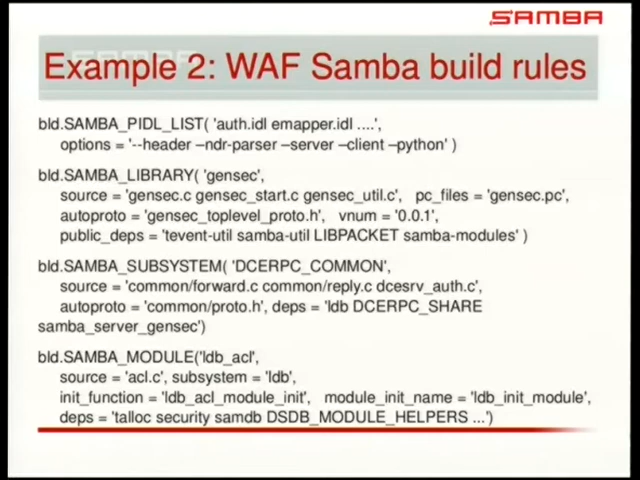 SAMBA
Example 2: WAF Samba build rules
bld.SAMBA_PIDL_LIST( 'auth.idl emapper.idl ....',
options = '--header –ndr-parser –server –client –python' )
bld.SAMBA_LIBRARY( 'gensec',
source = 'gensec.c gensec_start.c gensec_util.c', pc_files = 'gensec.pc',
autoproto = 'gensec_toplevel_proto.h', vnum = '0.0.1',
public_deps = 'tevent-util samba-util LIBPACKET samba-modules' )
bld.SAMBA_SUBSYSTEM( 'DCERPC_COMMON',
source = 'common/forward.c common/reply.c dcesrv_auth.c',
autoproto = 'common/proto.h', deps = 'ldb DCERPC_SHARE
samba_server_gensec')
bld.SAMBA_MODULE('ldb_acl',
source = 'acl.c', subsystem = 'ldb',
init_function = 'ldb_acl_module_init', module_init_name = 'ldb_init_module',
deps = 'talloc security samdb DSDB_MODULE_HELPERS ...')